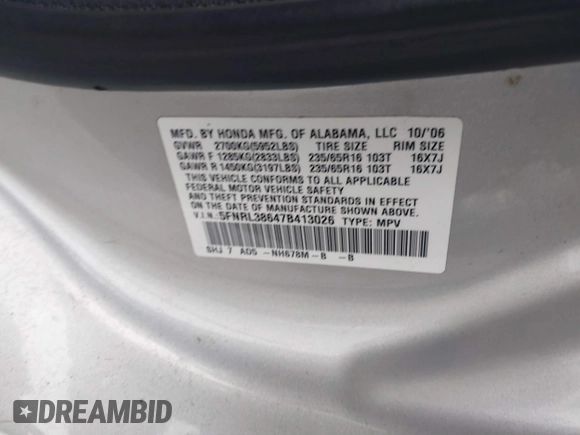 MFD. BY HONDA MFG. OF ALABAMA, LLC 10/'06
GVWR 2700KG(5952LBS) TIRE SIZE RIM SIZE
GAWR F 1285KG(2833LBS) 235/65R16 103T 16X7J
GAWR R 1450KG(3197LBS) 235/65R16 103T 16X7J
THIS VEHICLE CONFORMS TO ALL APPLICABLE
FEDERAL MOTOR VEHICLE SAFETY
AND THEFT PREVENTION STANDARDS IN EFFECT
ON THE DATE OF MANUFACTURE SHOWN ABOVE.
V.I.N.:5FNRL38647B413026 TYPE: MPV
SHJ 7 A05 -NH678M-B -B
DREAMBID